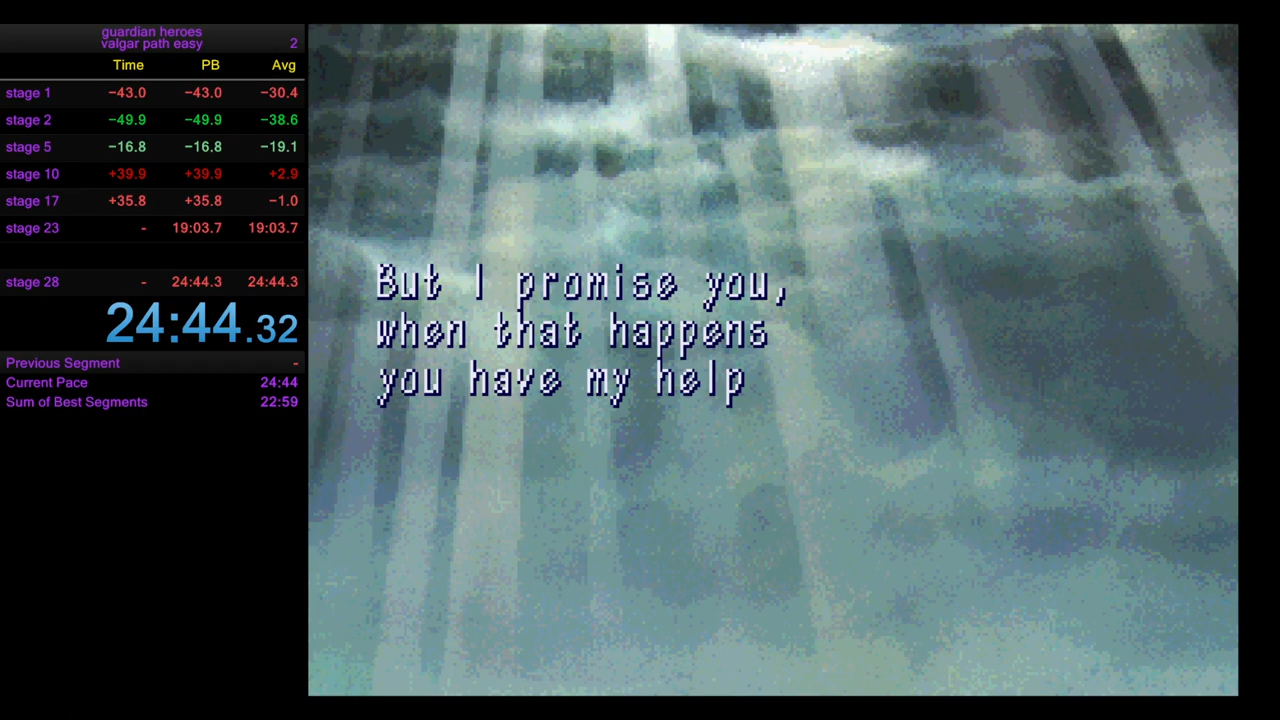 guardian heroes
valgar path easy 2
Time PB Avg
stage 1 −43.0 −43.0 −30.4
stage 2 −49.9 −49.9 −38.6
stage 5 −16.8 −16.8 −19.1
stage 10 +39.9 +39.9 +2.9
stage 17 +35.8 +35.8 −1.0
stage 23 - 19:03.7 19:03.7
stage 28 - 24:44.3 24:44.3
24:44.32
Previous Segment -
Current Pace 24:44
Sum of Best Segments 22:59
But I promise you,
when that happens
you have my help